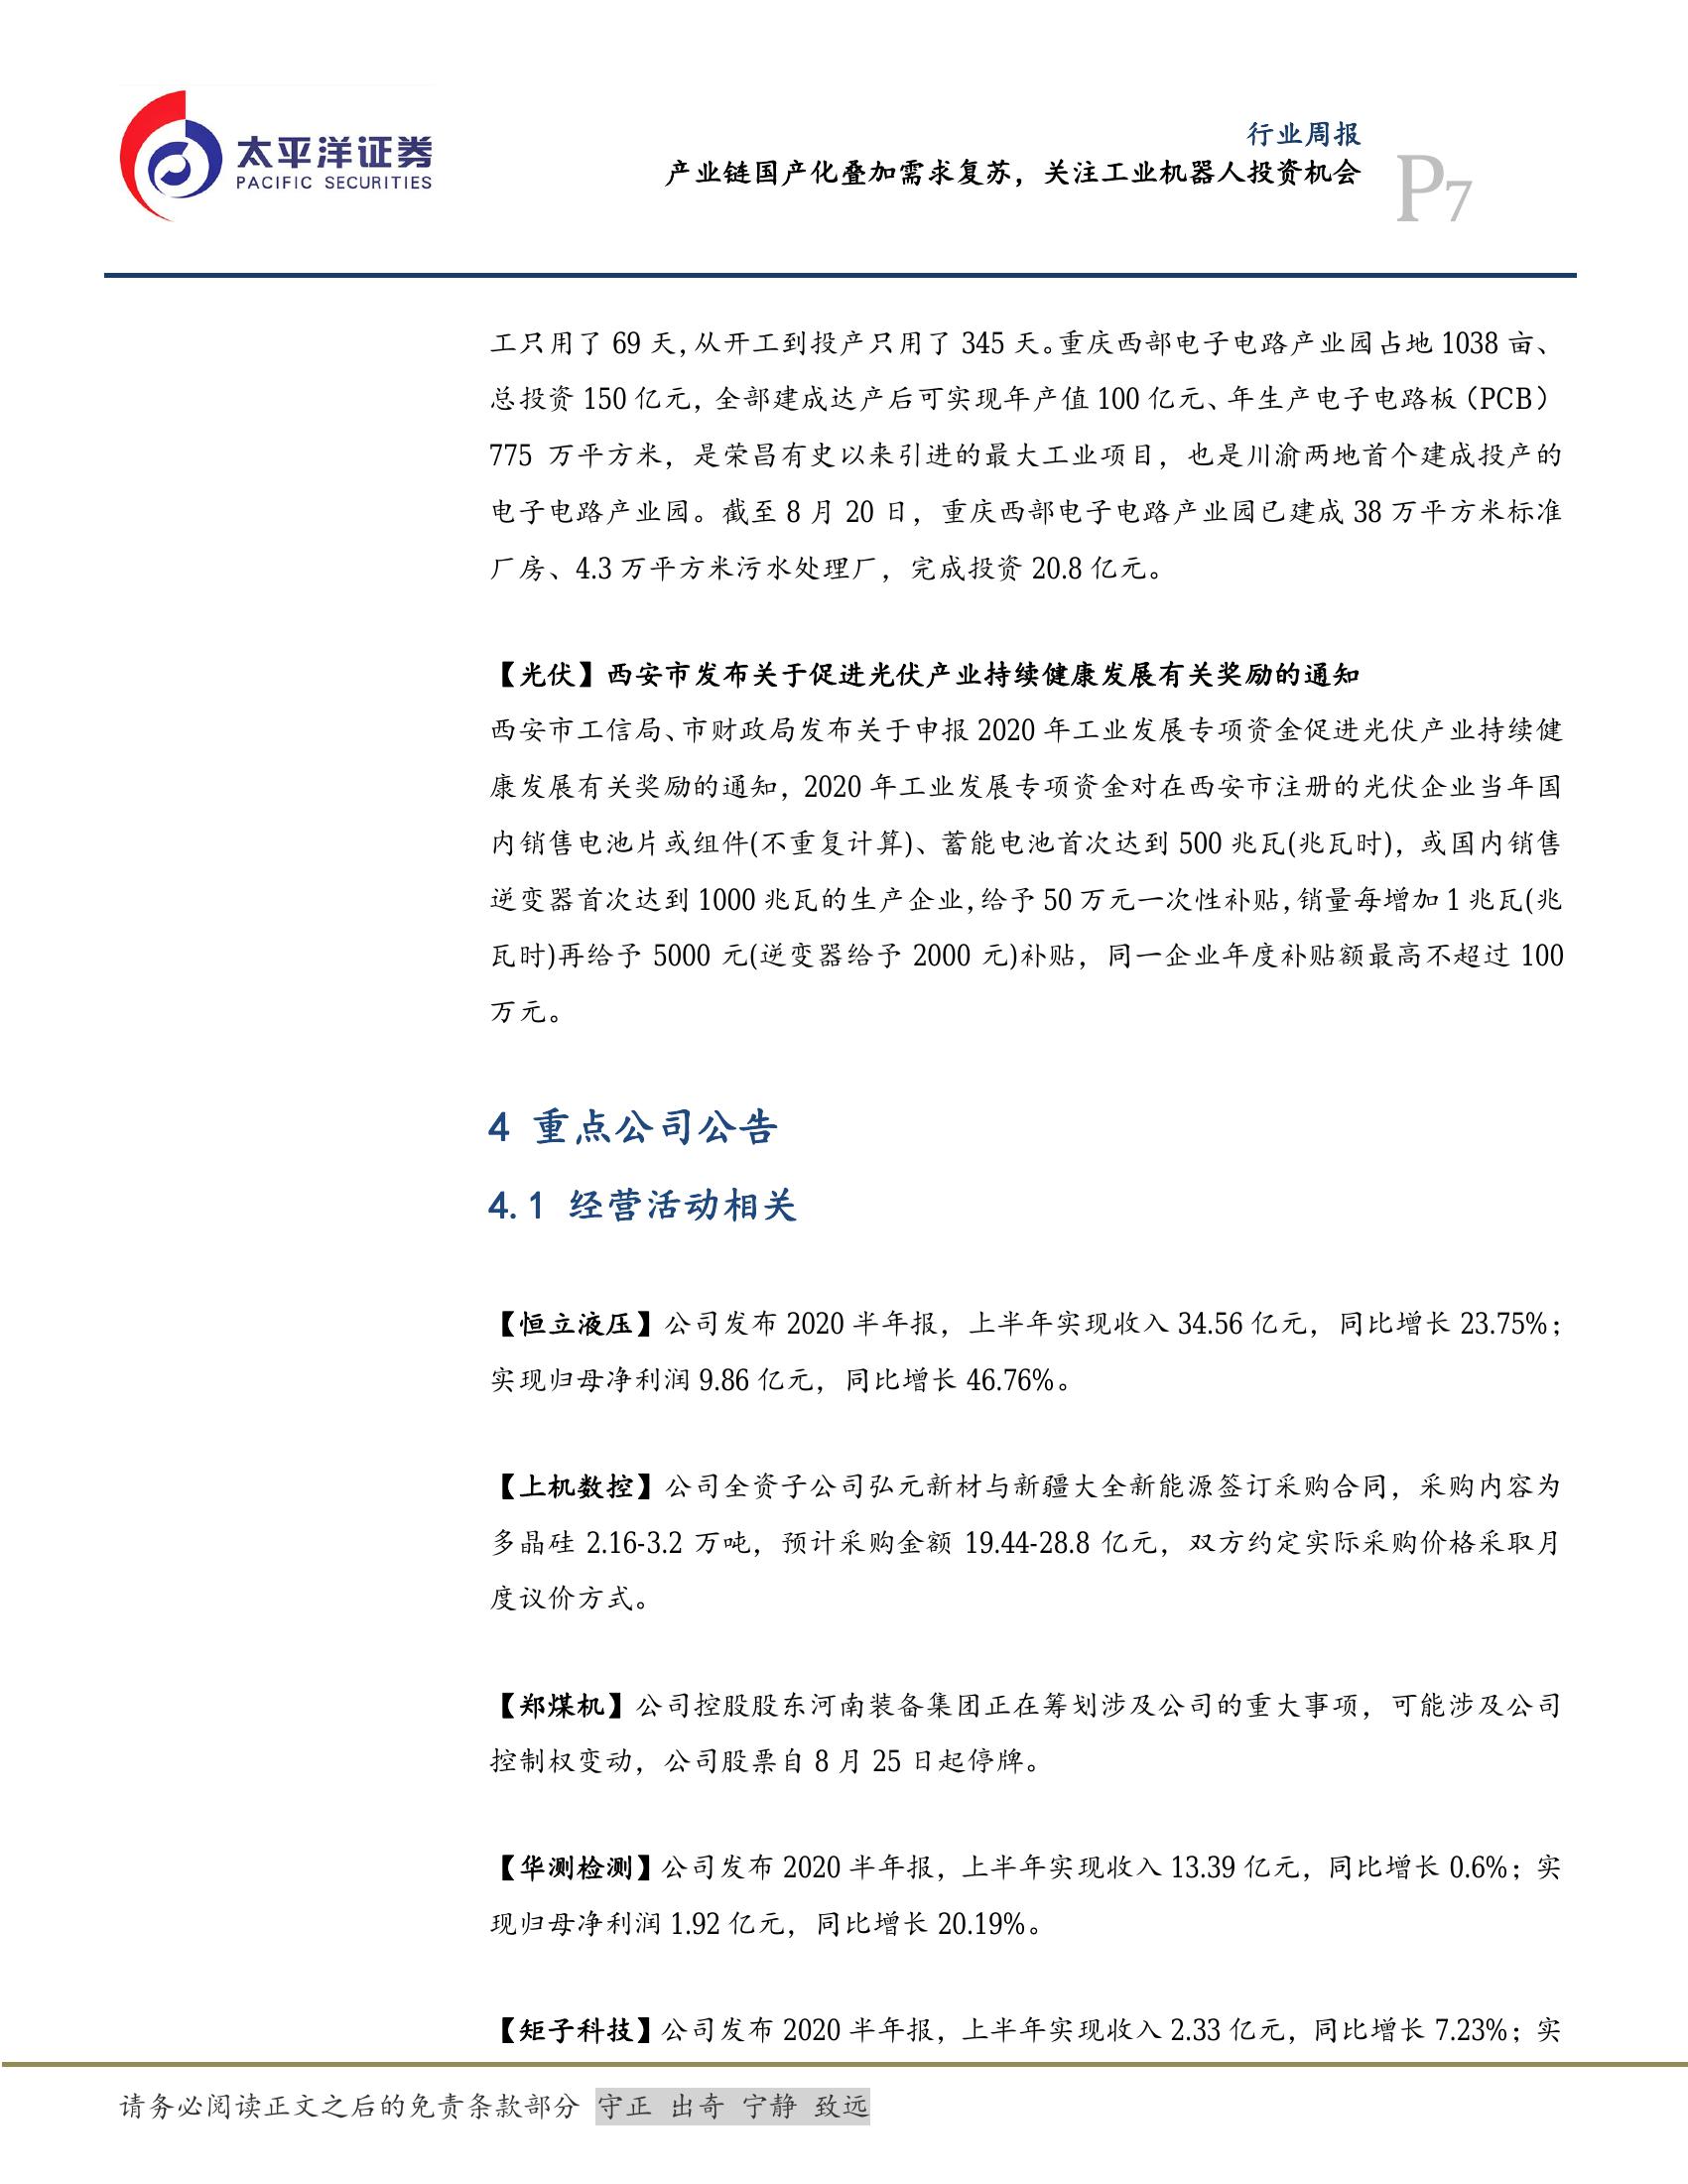 太平洋证券
PACIFIC SECURITIES
行业周报
产业链国产化叠加需求复苏，关注工业机器人投资机会
P7
工只用了 69 天，从开工到投产只用了 345 天。重庆西部电子电路产业园占地 1038 亩、
总投资 150 亿元，全部建成达产后可实现年产值 100 亿元、年生产电子电路板（PCB）
775 万平方米，是荣昌有史以来引进的最大工业项目，也是川渝两地首个建成投产的
电子电路产业园。截至 8 月 20 日，重庆西部电子电路产业园已建成 38 万平方米标准
厂房、4.3 万平方米污水处理厂，完成投资 20.8 亿元。
【光伏】西安市发布关于促进光伏产业持续健康发展有关奖励的通知
西安市工信局、市财政局发布关于申报 2020 年工业发展专项资金促进光伏产业持续健
康发展有关奖励的通知，2020 年工业发展专项资金对在西安市注册的光伏企业当年国
内销售电池片或组件(不重复计算)、蓄能电池首次达到 500 兆瓦(兆瓦时)，或国内销售
逆变器首次达到 1000 兆瓦的生产企业，给予 50 万元一次性补贴，销量每增加 1 兆瓦(兆
瓦时)再给予 5000 元(逆变器给予 2000 元)补贴，同一企业年度补贴额最高不超过 100
万元。
4 重点公司公告
4.1 经营活动相关
【恒立液压】公司发布 2020 半年报，上半年实现收入 34.56 亿元，同比增长 23.75%；
实现归母净利润 9.86 亿元，同比增长 46.76%。
【上机数控】公司全资子公司弘元新材与新疆大全新能源签订采购合同，采购内容为
多晶硅 2.16-3.2 万吨，预计采购金额 19.44-28.8 亿元，双方约定实际采购价格采取月
度议价方式。
【郑煤机】公司控股股东河南装备集团正在筹划涉及公司的重大事项，可能涉及公司
控制权变动，公司股票自 8 月 25 日起停牌。
【华测检测】公司发布 2020 半年报，上半年实现收入 13.39 亿元，同比增长 0.6%；实
现归母净利润 1.92 亿元，同比增长 20.19%。
【矩子科技】公司发布 2020 半年报，上半年实现收入 2.33 亿元，同比增长 7.23%；实
请务必阅读正文之后的免责条款部分 守正 出奇 宁静 致远